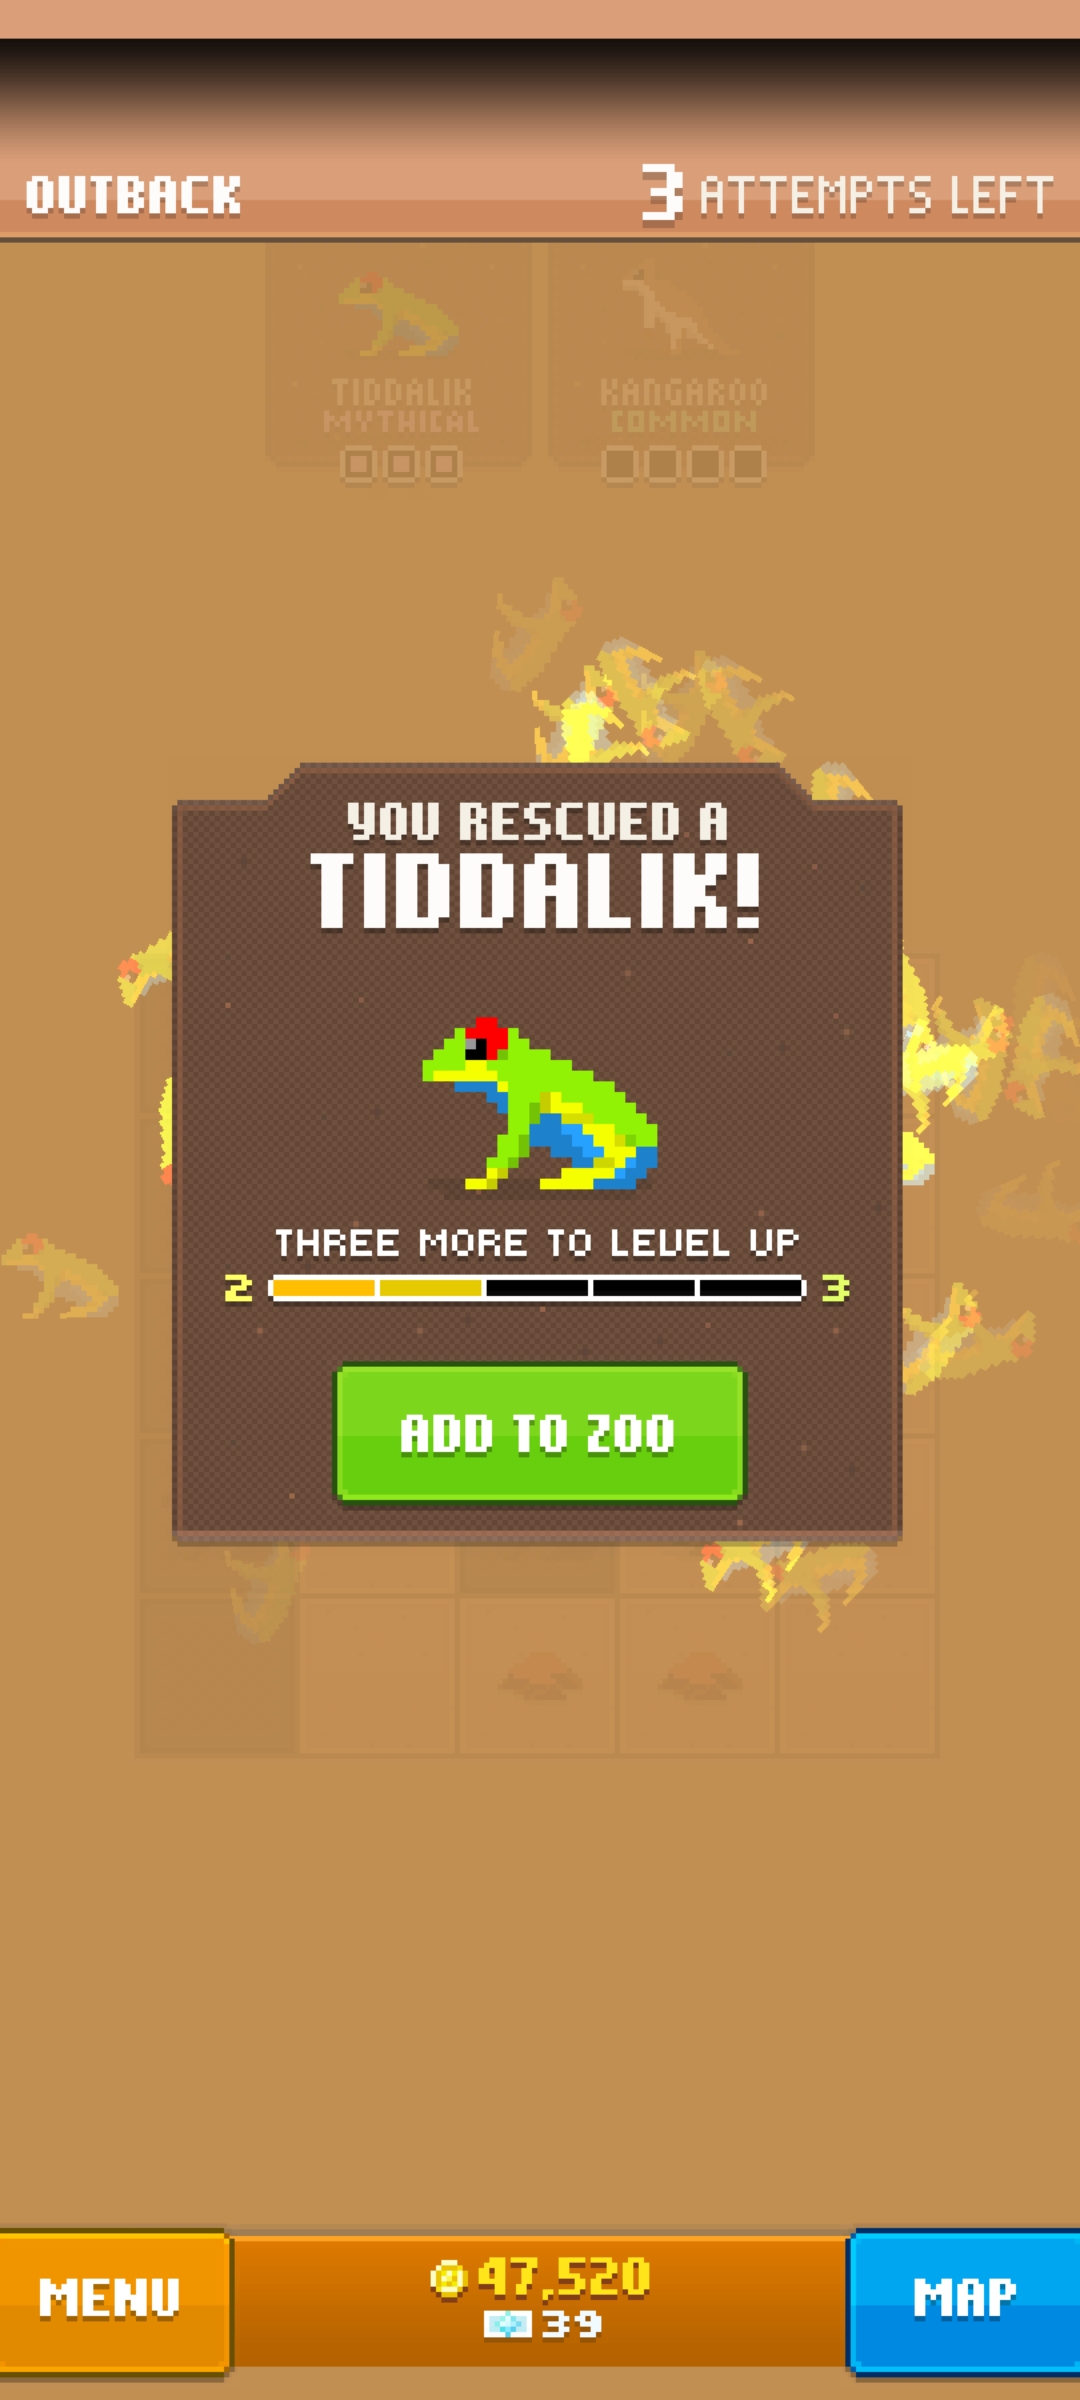 OUTBACK
3 ATTEMPTS LEFT
TIDDALIK
MYTHICAL
KANGAROO
COMMON
YOU RESCUED A
TIDDALIK!
THREE MORE TO LEVEL UP
2 3
ADD TO ZOO
MENU
47,520
39
MAP